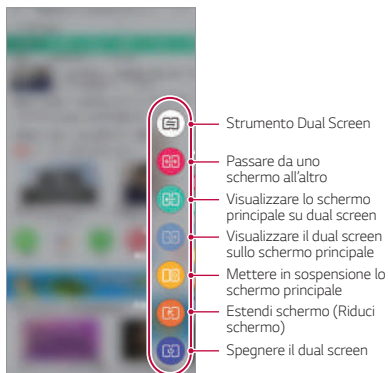 Strumento Dual Screen
Passare da uno
schermo all'altro
Visualizzare lo schermo
principale su dual screen
Visualizzare il dual screen
sullo schermo principale
Mettere in sospensione lo
schermo principale
Estendi schermo (Riduci
schermo)
Spegnere il dual screen